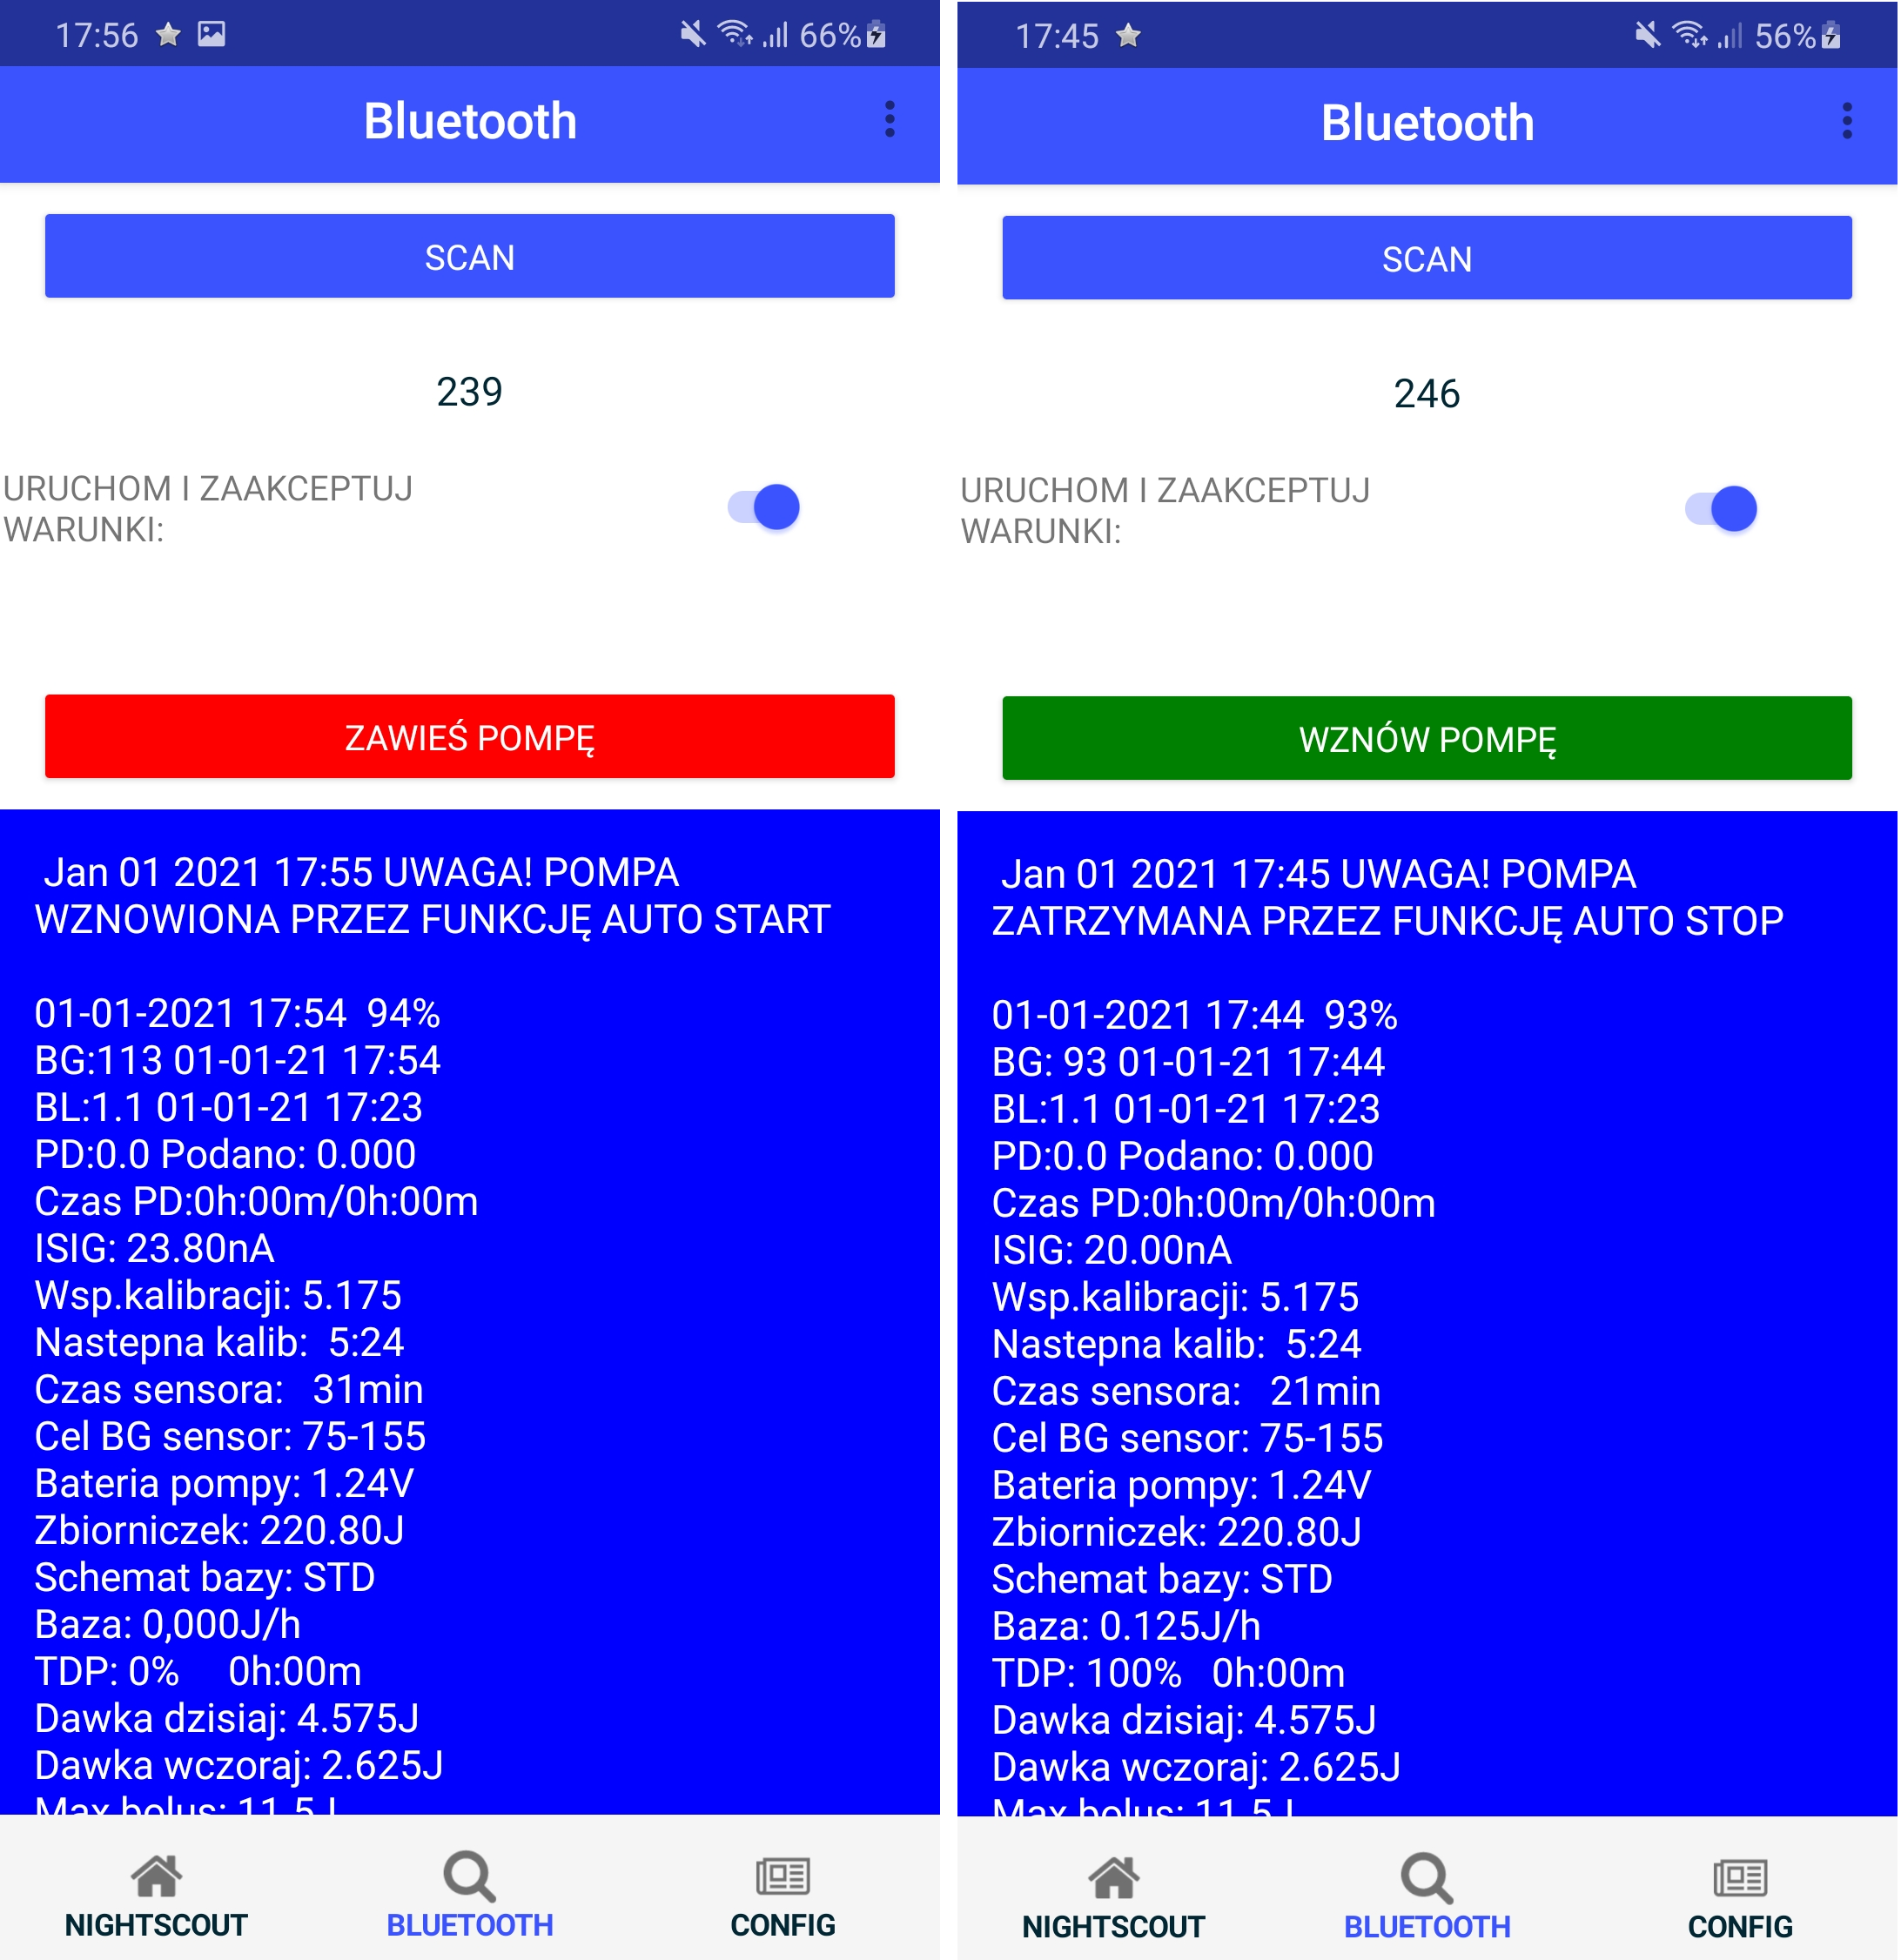 17:56 66%
Bluetooth
SCAN
239
URUCHOM I ZAAKCEPTUJ
WARUNKI:
ZAWIEŚ POMPĘ
Jan 01 2021 17:55 UWAGA! POMPA
WZNOWIONA PRZEZ FUNKCJĘ AUTO START
01-01-2021 17:54 94%
BG:113 01-01-21 17:54
BL:1.1 01-01-21 17:23
PD:0.0 Podano: 0.000
Czas PD:0h:00m/0h:00m
ISIG: 23.80nA
Wsp.kalibracji: 5.175
Nastepna kalib: 5:24
Czas sensora: 31min
Cel BG sensor: 75-155
Bateria pompy: 1.24V
Zbiorniczek: 220.80J
Schemat bazy: STD
Baza: 0,000J/h
TDP: 0% 0h:00m
Dawka dzisiaj: 4.575J
Dawka wczoraj: 2.625J
Max bolus: 11.5J
NIGHTSCOUT BLUETOOTH CONFIG
17:45 56%
Bluetooth
SCAN
246
URUCHOM I ZAAKCEPTUJ
WARUNKI:
WZNÓW POMPĘ
Jan 01 2021 17:45 UWAGA! POMPA
ZATRZYMANA PRZEZ FUNKCJĘ AUTO STOP
01-01-2021 17:44 93%
BG: 93 01-01-21 17:44
BL:1.1 01-01-21 17:23
PD:0.0 Podano: 0.000
Czas PD:0h:00m/0h:00m
ISIG: 20.00nA
Wsp.kalibracji: 5.175
Nastepna kalib: 5:24
Czas sensora: 21min
Cel BG sensor: 75-155
Bateria pompy: 1.24V
Zbiorniczek: 220.80J
Schemat bazy: STD
Baza: 0.125J/h
TDP: 100% 0h:00m
Dawka dzisiaj: 4.575J
Dawka wczoraj: 2.625J
Max bolus: 11.5J
NIGHTSCOUT BLUETOOTH CONFIG